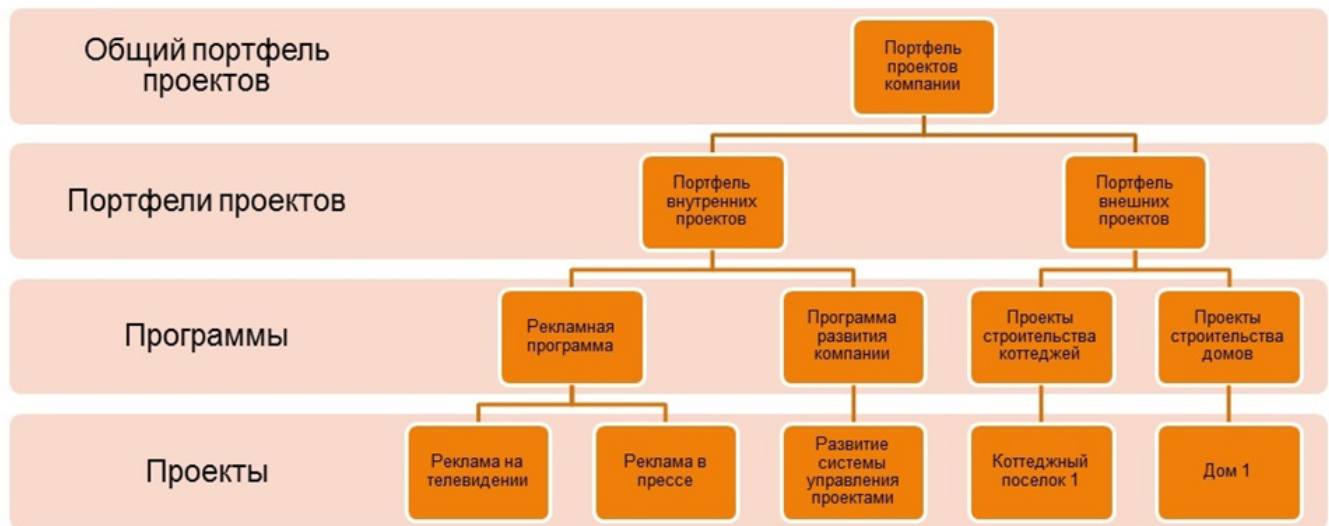 Общий портфель
проектов
Портфель
проектов
компании
Портфели проектов
Портфель
внутренних
проектов
Портфель
внешних
проектов
Программы
Рекламная
программа
Программа
развития
компании
Проекты
строительства
коттеджей
Проекты
строительства
домов
Проекты
Реклама на
телевидении
Реклама в
прессе
Развитие
системы
управления
проектами
Коттеджный
поселок 1
Дом 1